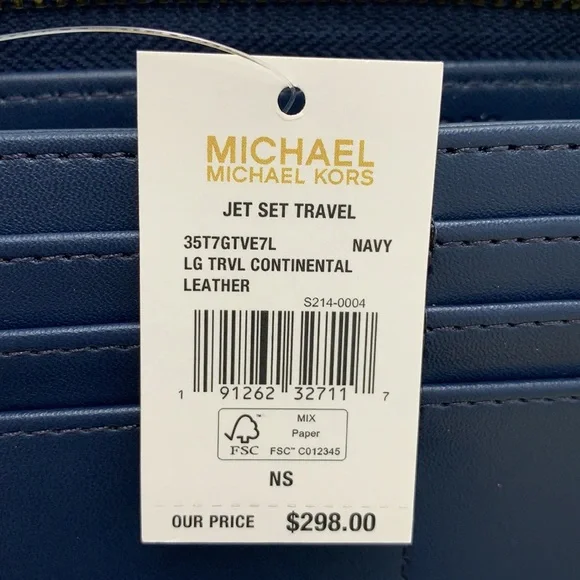 MICHAEL
MICHAEL KORS
JET SET TRAVEL
35T7GTVE7L NAVY
LG TRVL CONTINENTAL
LEATHER
S214-0004
1 91262 32711 7
FSC
MIX
Paper
FSC™ C012345
NS
OUR PRICE $298.00